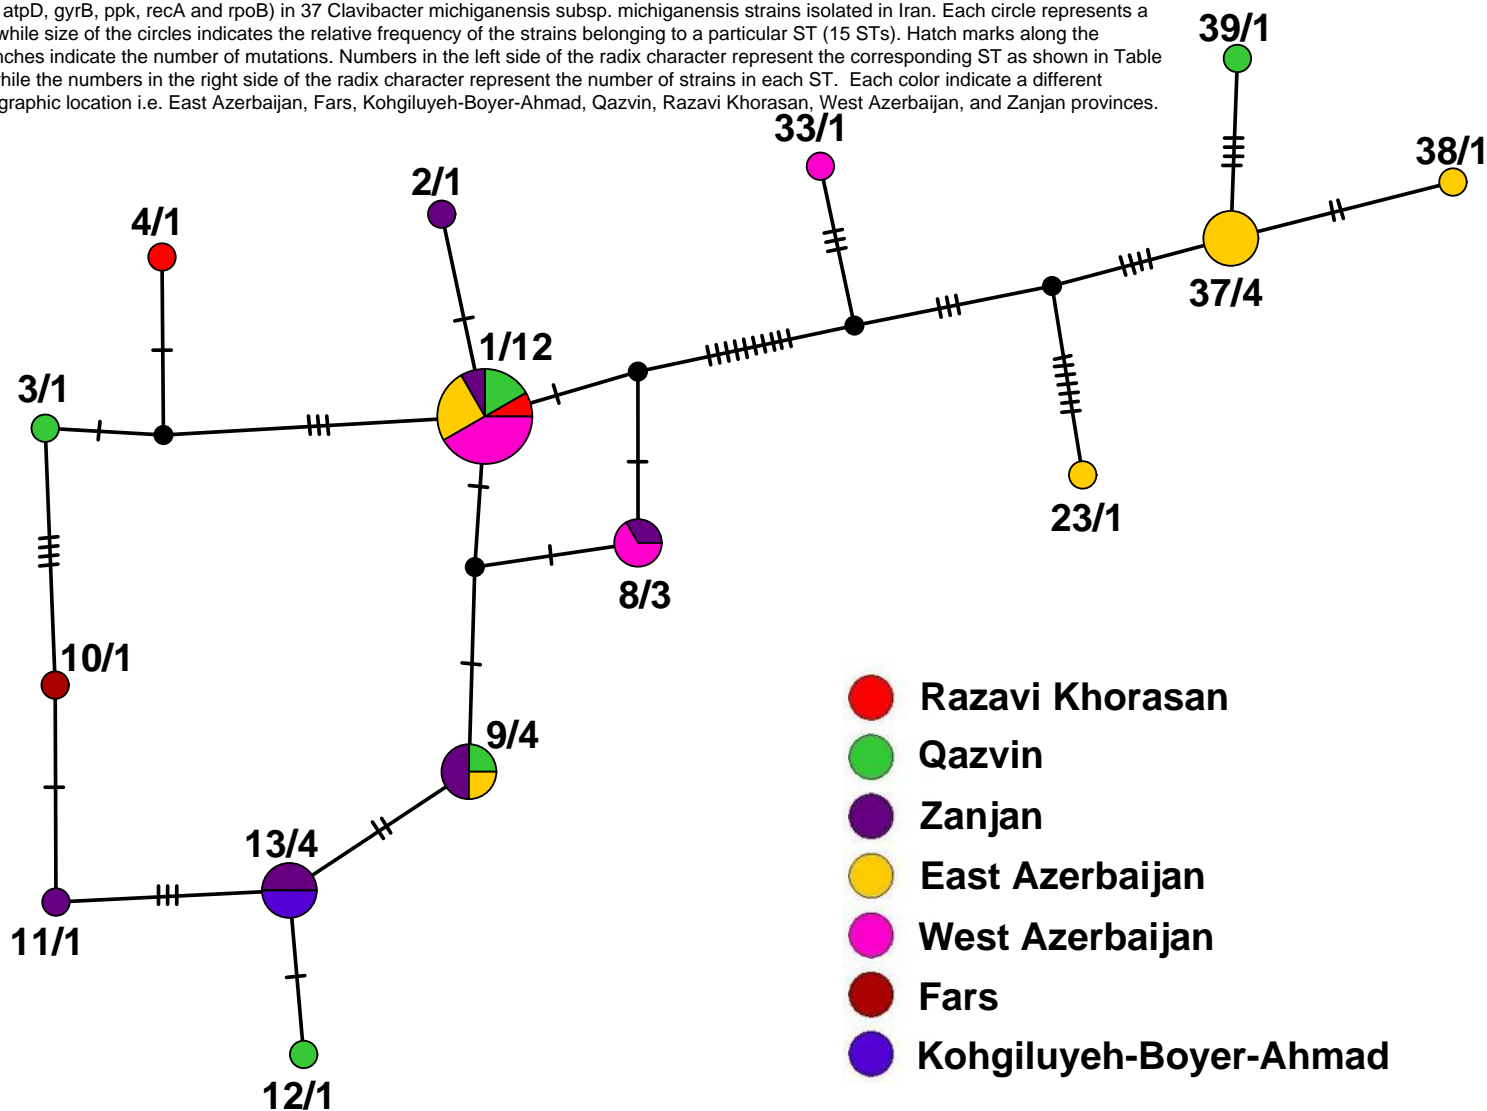 atpD, gyrB, ppk, recA and rpoB) in 37 Clavibacter michiganensis subsp. michiganensis strains isolated in Iran. Each circle represents a
while size of the circles indicates the relative frequency of the strains belonging to a particular ST (15 STs). Hatch marks along the
nches indicate the number of mutations. Numbers in the left side of the radix character represent the corresponding ST as shown in Table
hile the numbers in the right side of the radix character represent the number of strains in each ST. Each color indicate a different
graphic location i.e. East Azerbaijan, Fars, Kohgiluyeh-Boyer-Ahmad, Qazvin, Razavi Khorasan, West Azerbaijan, and Zanjan provinces.
39/1
33/1
38/1
2/1
4/1
37/4
1/12
3/1
23/1
8/3
10/1
9/4
13/4
11/1
12/1
Razavi Khorasan
Qazvin
Zanjan
East Azerbaijan
West Azerbaijan
Fars
Kohgiluyeh-Boyer-Ahmad